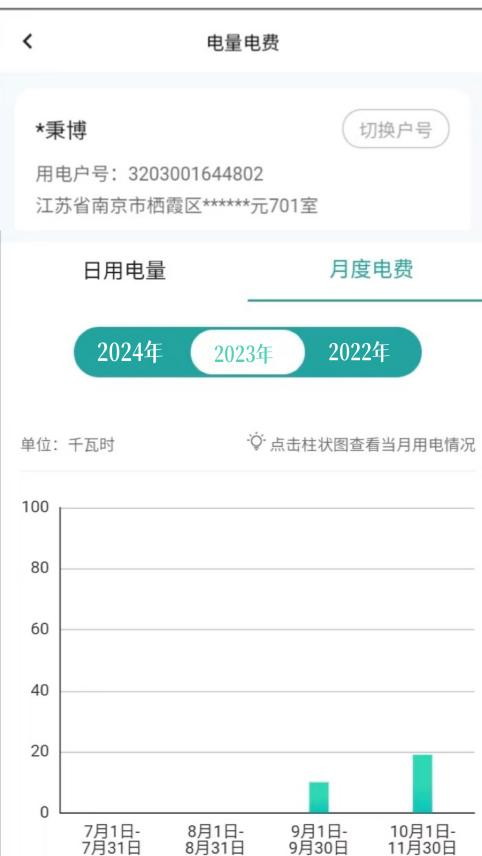 电量电费
*秉博
切换户号
用电户号：3203001644802
江苏省南京市栖霞区******元701室
日用电量
月度电费
2024年
2023年
2022年
单位：千瓦时
点击柱状图查看当月用电情况
100
80
60
40
20
0
7月1日-
7月31日
8月1日-
8月31日
9月1日-
9月30日
10月1日-
11月30日